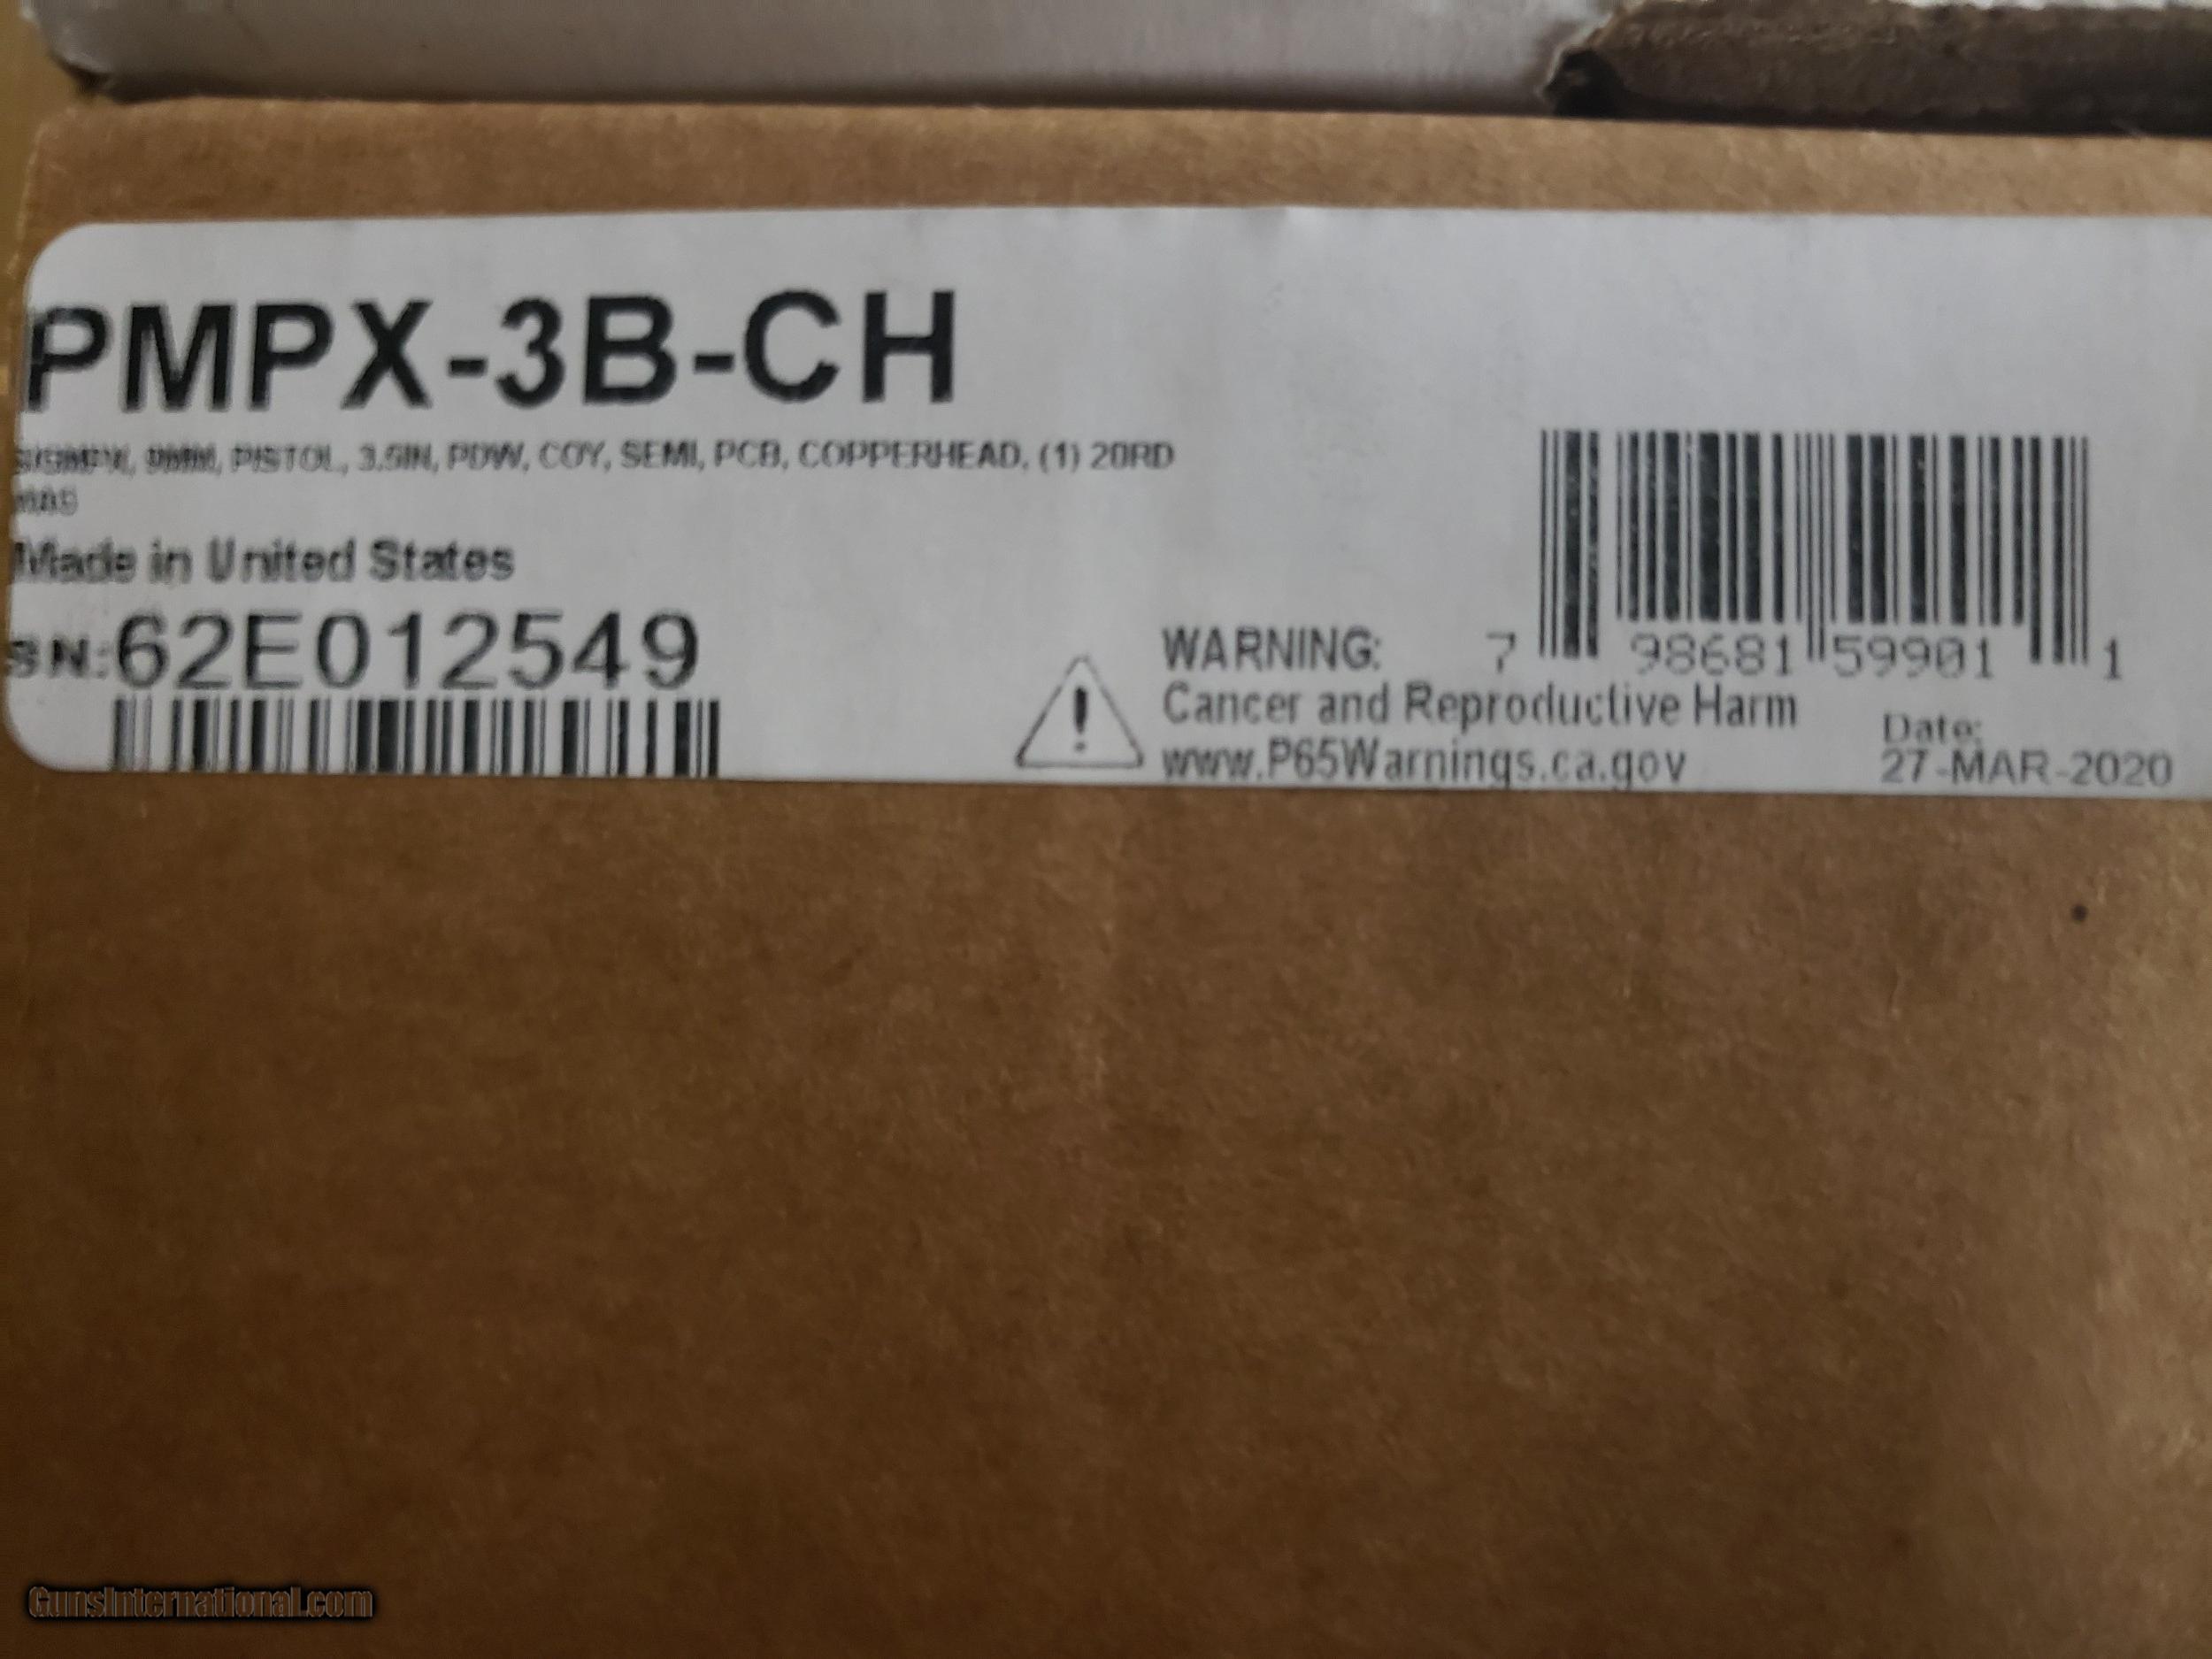 PMPX-3B-CH
SIGMPX, 9MM, PISTOL, 3.5IN, PDW, COY, SEMI, PCB, COPPERHEAD, (1) 20RD
Made in United States
SN:62E012549
WARNING:
Cancer and Reproductive Harm
www.P65Warnings.ca.gov
7 98681 59901 1
Date:
27-MAR-2020
GunsInternational.com